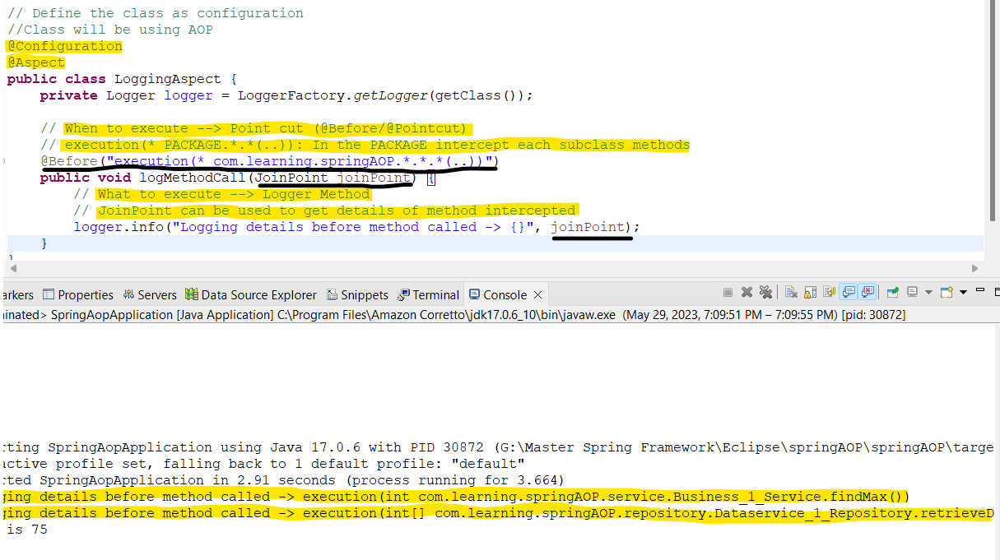 // Define the class as configuration
//Class will be using AOP
@Configuration
@Aspect
public class LoggingAspect {
private Logger logger = LoggerFactory.getLogger(getClass());
// When to execute --> Point cut (@Before/@Pointcut)
// execution(* PACKAGE.*.*(..)): In the PACKAGE intercept each subclass methods
@Before("execution(* com.learning.springAOP.*.*.*(..))")
public void logMethodCall(JoinPoint joinPoint) {
// What to execute --> Logger Method
// JoinPoint can be used to get details of method intercepted
logger.info("Logging details before method called -> {}", joinPoint);
}
}
arkers Properties Servers Data Source Explorer Snippets Terminal Console
inated> SpringAopApplication [Java Application] C:\Program Files\Amazon Corretto\jdk17.0.6_10\bin\javaw.exe (May 29, 2023, 7:09:51 PM – 7:09:55 PM) [pid: 30872]
rting SpringAopApplication using Java 17.0.6 with PID 30872 (G:\Master Spring Framework\Eclipse\springAOP\springAOP\targe
active profile set, falling back to 1 default profile: "default"
rted SpringAopApplication in 2.91 seconds (process running for 3.664)
ging details before method called -> execution(int com.learning.springAOP.service.Business_1_Service.findMax())
ging details before method called -> execution(int[] com.learning.springAOP.repository.Dataservice_1_Repository.retrieveD
is 75